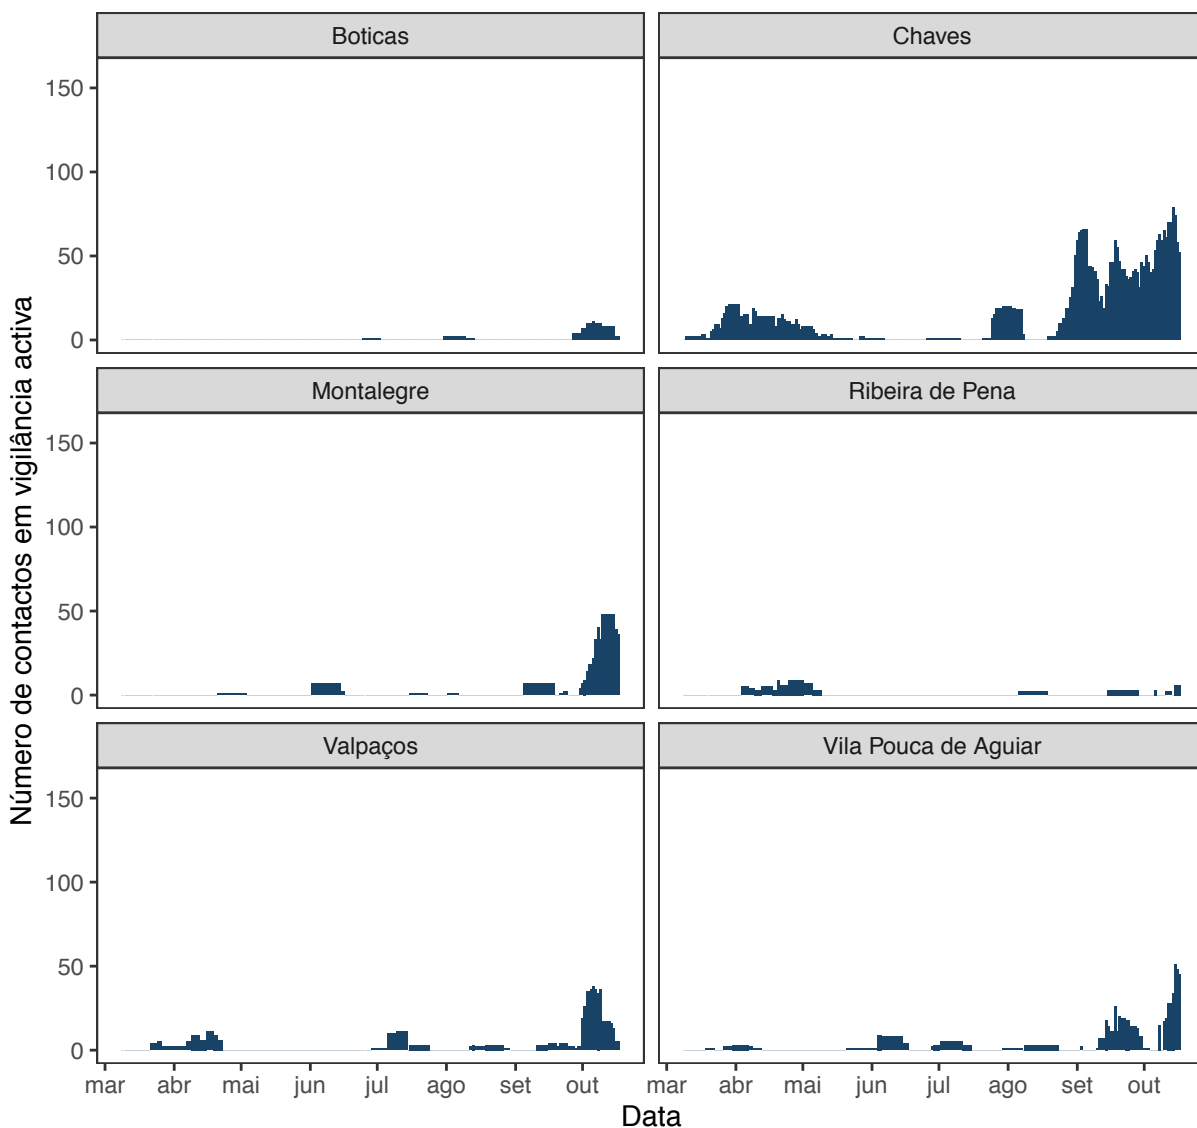 Boticas
Chaves
150
100
50
0
Montalegre
Ribeira de Pena
150
100
50
0
Valpaços
Vila Pouca de Aguiar
150
100
50
0
mar abr mai jun jul ago set out mar abr mai jun jul ago set out
Data
Número de contactos em vigilância activa